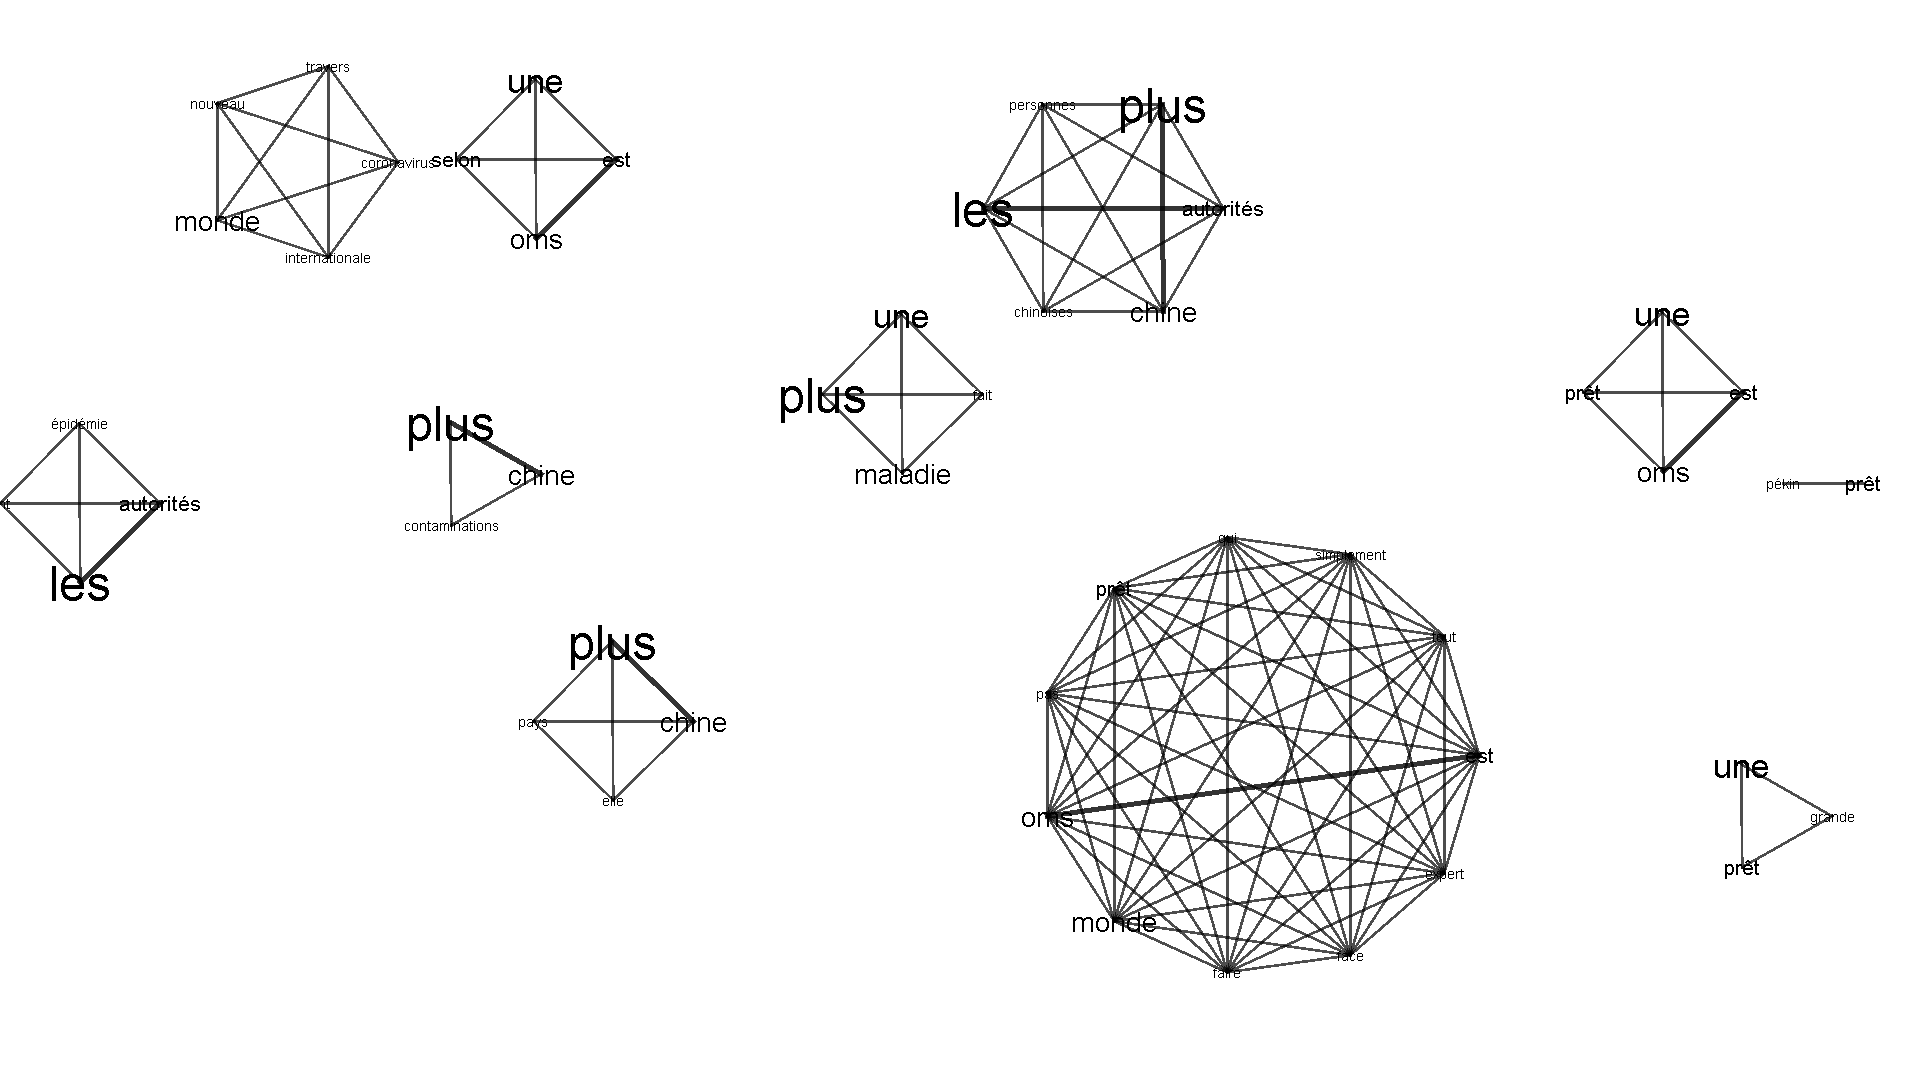 travers
nouveau
coronavirus
monde
internationale
une
selon
est
oms
personnes
plus
les
autorités
chinoises
chine
une
plus
fait
maladie
une
prêt
est
oms
pékin
prêt
épidémie
autorités
les
plus
chine
contaminations
plus
pays
chine
elle
qui
simplement
prêt
tout
pas
est
oms
expert
monde
face
faire
une
grande
prêt